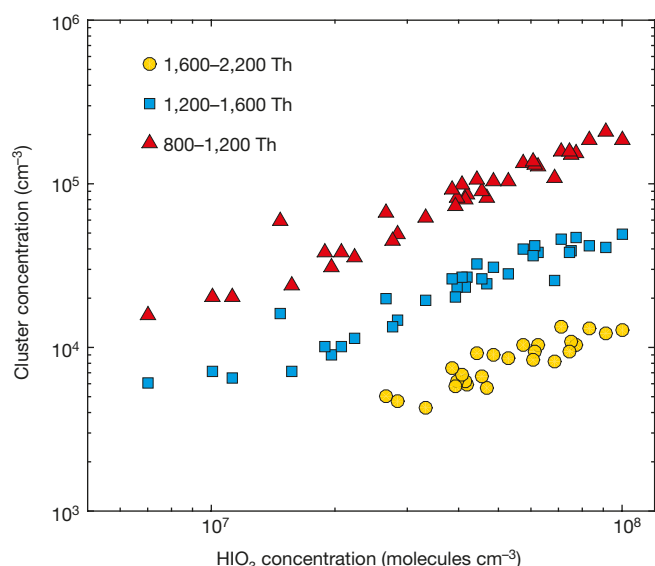 10⁶
1,600–2,200 Th
1,200–1,600 Th
800–1,200 Th
10⁵
Cluster concentration (cm⁻³)
10⁴
10³
10⁷
10⁸
HIO₃ concentration (molecules cm⁻³)